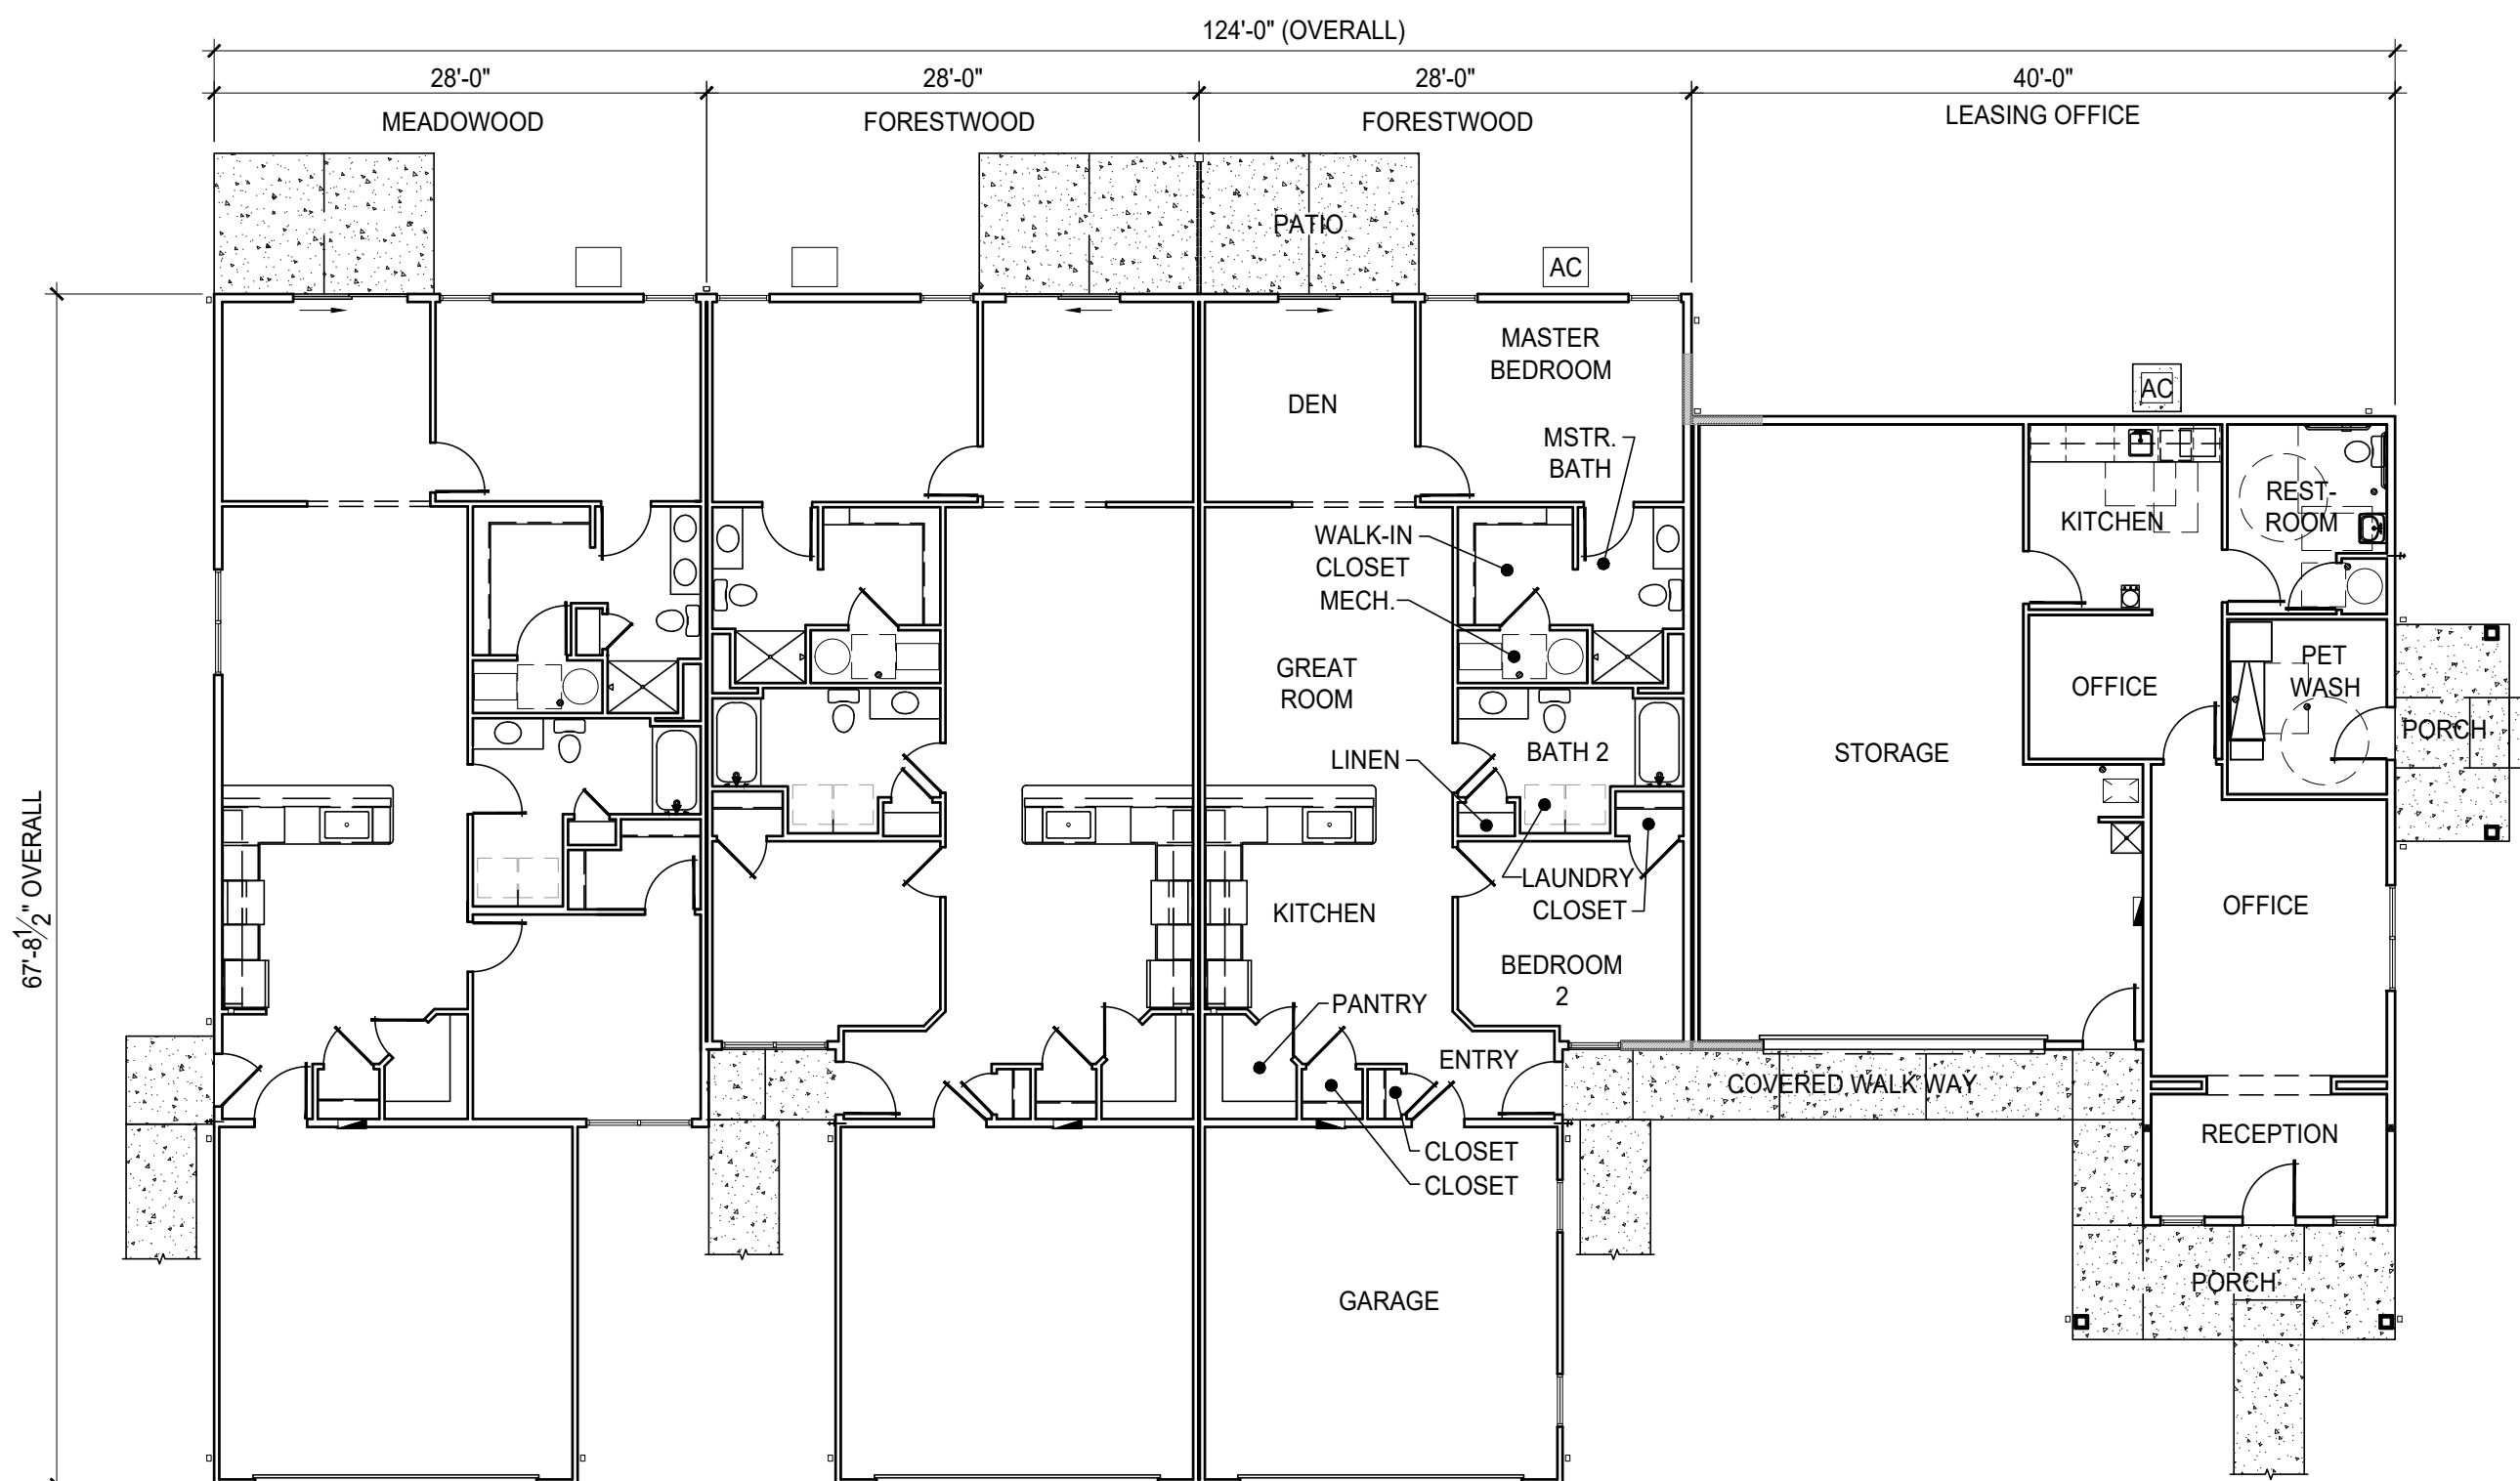 124'-0" (OVERALL)
28'-0"
28'-0"
28'-0"
40'-0"
MEADOWOOD
FORESTWOOD
FORESTWOOD
LEASING OFFICE
PATIO
AC
MASTER
BEDROOM
DEN
AC
MSTR.
BATH
WALK-IN
CLOSET
MECH.
KITCHEN
REST-
ROOM
GREAT
ROOM
OFFICE
PET
WASH
PORCH
LINEN
BATH 2
STORAGE
67'-8 1/2" OVERALL
LAUNDRY
CLOSET
KITCHEN
OFFICE
BEDROOM
2
PANTRY
ENTRY
COVERED WALK WAY
RECEPTION
CLOSET
CLOSET
PORCH
GARAGE